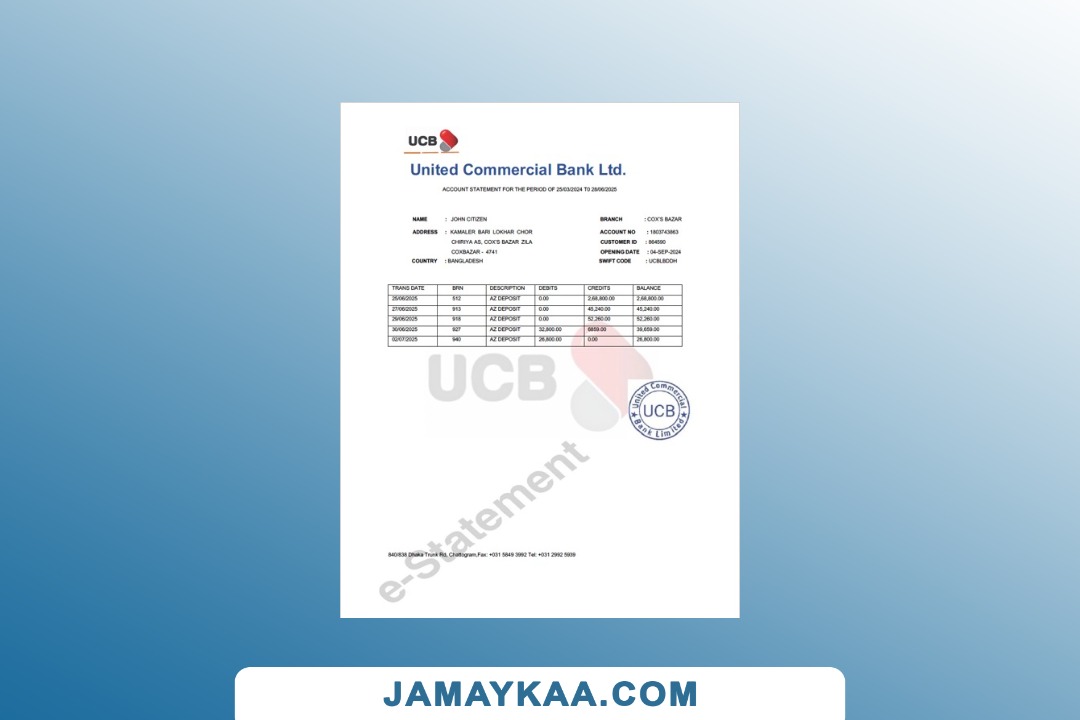 UCB
United Commercial Bank Ltd.
ACCOUNT STATEMENT FOR THE PERIOD OF 25/03/2024 TO 28/06/2025
NAME : JOHN CITIZEN BRANCH : COX'S BAZAR
ADDRESS : KAMALER BARI LOKHAR CHOR ACCOUNT NO : 1803743863
CHIRIYA AS, COX'S BAZAR ZILA CUSTOMER ID : 864590
COXBAZAR - 4741 OPENING DATE : 04-SEP-2024
COUNTRY : BANGLADESH SWIFT CODE : UCBLBDDH
TRANS DATE BRN DESCRIPTION DEBITS CREDITS BALANCE
25/06/2025 512 AZ DEPOSIT 0.00 2,68,800.00 2,68,800.00
27/06/2025 913 AZ DEPOSIT 0.00 45,240.00 45,240.00
29/06/2025 918 AZ DEPOSIT 0.00 52,260.00 52,260.00
30/06/2025 927 AZ DEPOSIT 32,800.00 6859.00 39,659.00
02/07/2025 940 AZ DEPOSIT 26,800.00 0.00 26,800.00
UCB
United Commercial
UCB
Bank Limited
e-Statement
840/838 Dhaka Trunk Rd, Chattogram,Fax: +031 5849 3992 Tel: +031 2992 5939
JAMAYKAA.COM